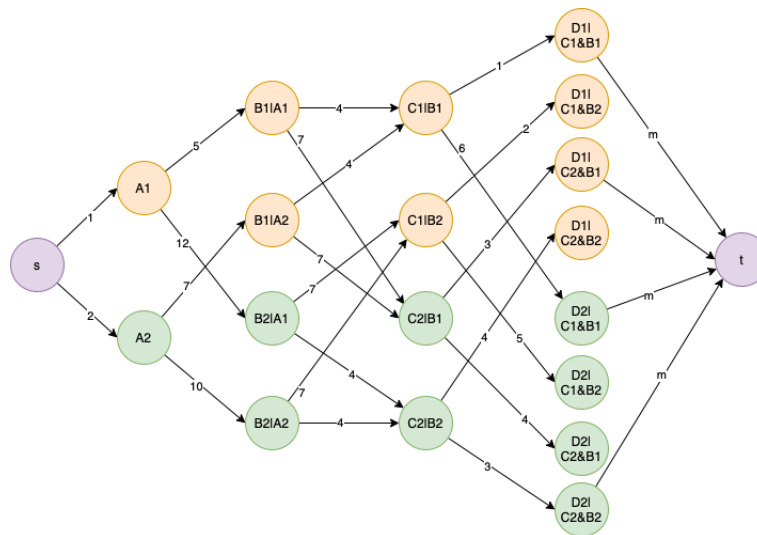 D1|
C1&B1
1
D1|
C1&B2
B1|A1
4
C1|B1
2
m
5
7
6
D1|
C2&B1
4
A1
1
12
B1|A2
C1|B2
3
m
D1|
C2&B2
s
7
7
7
t
m
2
A2
B2|A1
C2|B1
D2|
C1&B1
4
5
4
m
10
7
D2|
C1&B2
B2|A2
4
C2|B2
4
D2|
C2&B1
3
D2|
C2&B2